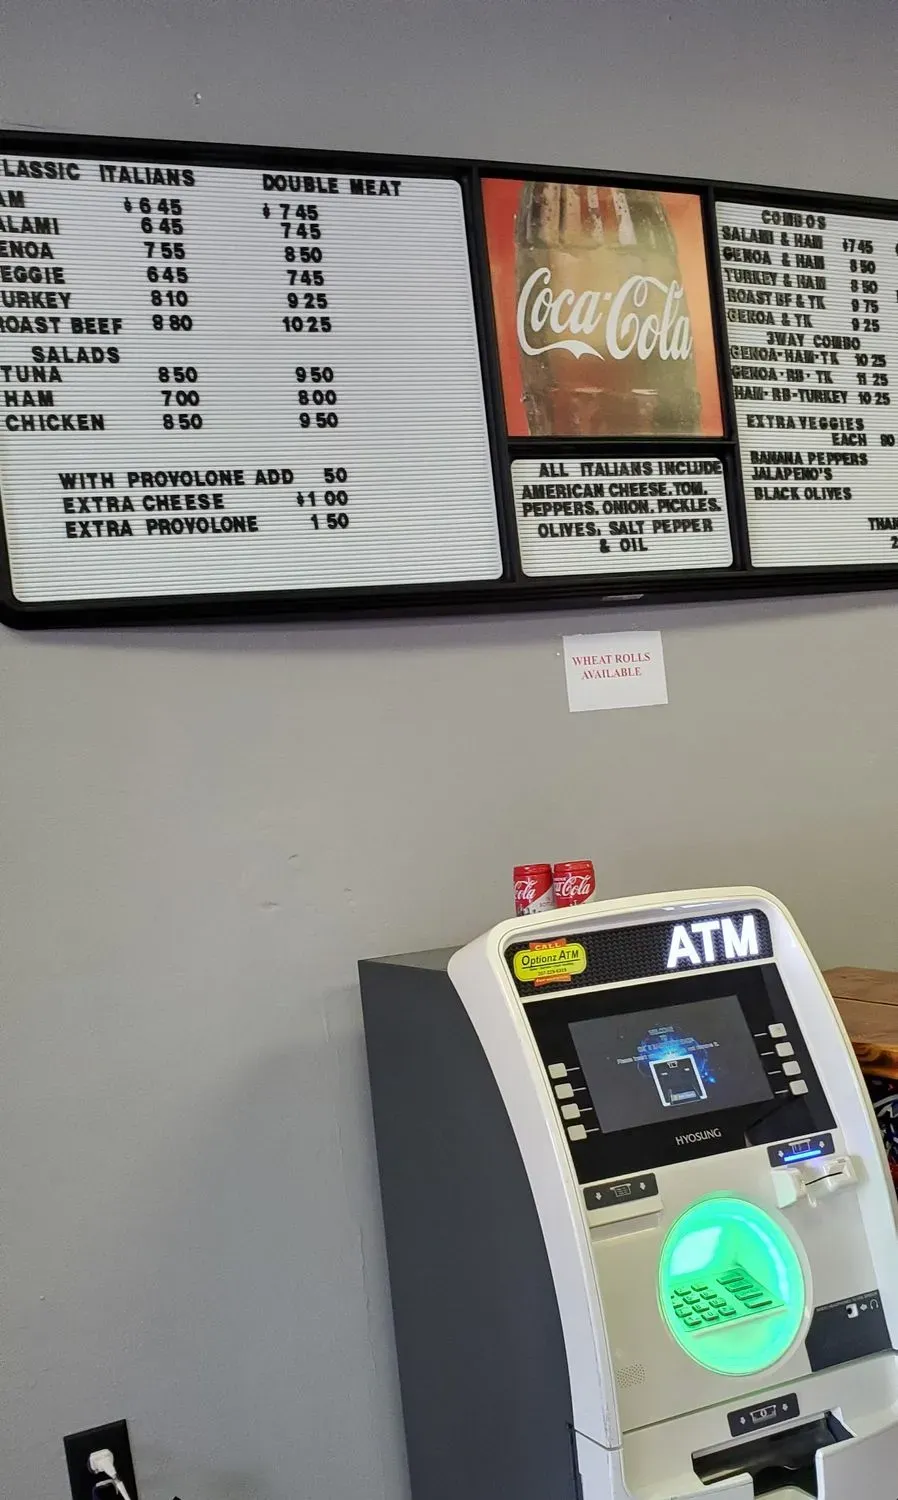 LASSIC ITALIANS DOUBLE MEAT
AM $6 45 $7 45
ALAMI 6 45 7 45
ENOA 7 55 8 50
EGGIE 6 45 7 45
URKEY 8 10 9 25
ROAST BEEF 9 80 10 25
SALADS
TUNA 8 50 9 50
HAM 7 00 8 00
CHICKEN 8 50 9 50
WITH PROVOLONE ADD 50
EXTRA CHEESE $1 00
EXTRA PROVOLONE 1 50
Coca-Cola
ALL ITALIANS INCLUDE
AMERICAN CHEESE. TOM.
PEPPERS. ONION. PICKLES.
OLIVES. SALT PEPPER
& OIL
COMBOS
SALAMI & HAM $7 45
GENOA & HAM 8 50
TURKEY & HAM 8 50
ROAST BF & TK 9 75
GENOA & TK 9 25
3WAY COMBO
GENOA-HAM-TK 10 25
GENOA-RB-TK 11 25
HAM-RB-TURKEY 10 25
EXTRA VEGGIES
EACH 80
BANANA PEPPERS
JALAPENO'S
BLACK OLIVES
THA
WHEAT ROLLS
AVAILABLE
Cola
Cola
ATM
CALL
Optionz ATM
WELCOME
TO
HYOSUNG